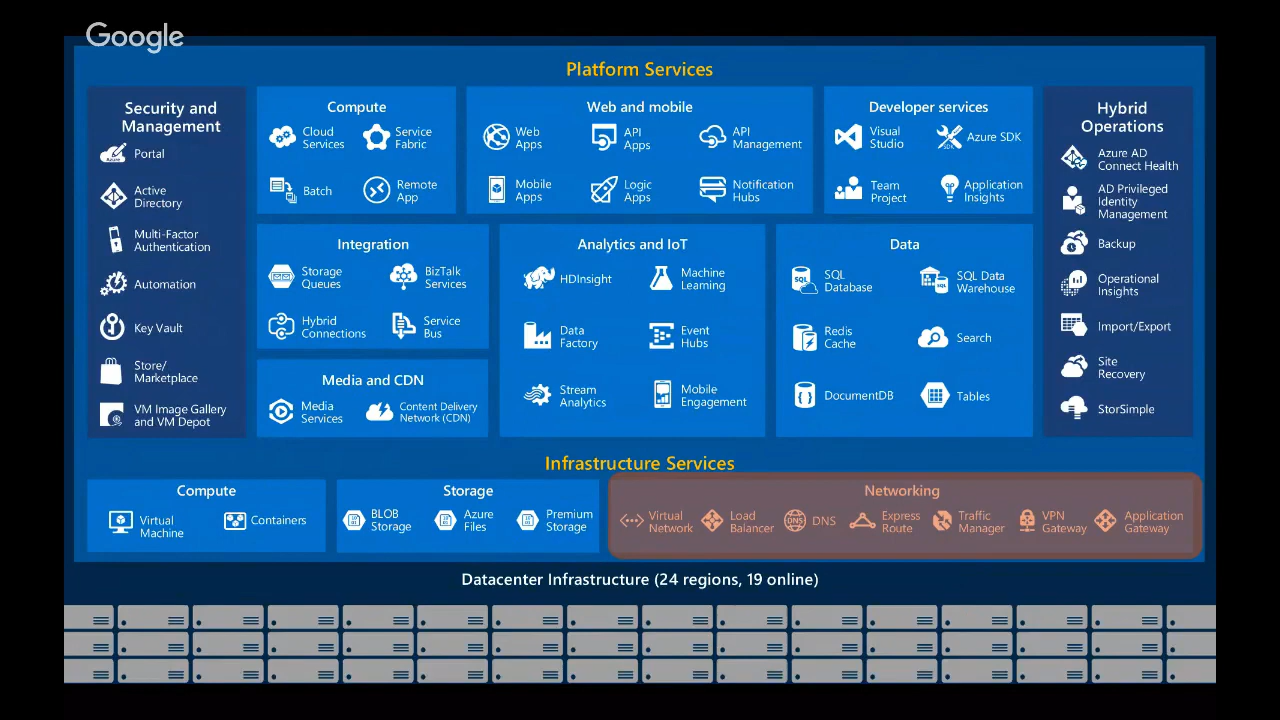 Google
Platform Services
Security and
Management
Portal
Active
Directory
Multi-Factor
Authentication
Automation
Key Vault
Store/
Marketplace
VM Image Gallery
and VM Depot
Compute
Cloud
Services
Service
Fabric
Batch
Remote
App
Web and mobile
Web
Apps
API
Apps
API
Management
Mobile
Apps
Logic
Apps
Notification
Hubs
Developer services
Visual
Studio
SDK
Azure SDK
Team
Project
Application
Insights
Integration
Storage
Queues
BizTalk
Services
Hybrid
Connections
Service
Bus
Media and CDN
Media
Services
Content Delivery
Network (CDN)
Analytics and IoT
HDInsight
Machine
Learning
Data
Factory
Event
Hubs
Stream
Analytics
Mobile
Engagement
Data
SQL
SQL
Database
SQL
SQL Data
Warehouse
Redis
Cache
Search
DocumentDB
Tables
Hybrid
Operations
Azure AD
Connect Health
AD Privileged
Identity
Management
Backup
Operational
Insights
Import/Export
Site
Recovery
StorSimple
Infrastructure Services
Compute
Virtual
Machine
Containers
Storage
BLOB
Storage
Azure
Files
Premium
Storage
Networking
Virtual
Network
Load
Balancer
DNS
DNS
Express
Route
Traffic
Manager
VPN
Gateway
Application
Gateway
Datacenter Infrastructure (24 regions, 19 online)